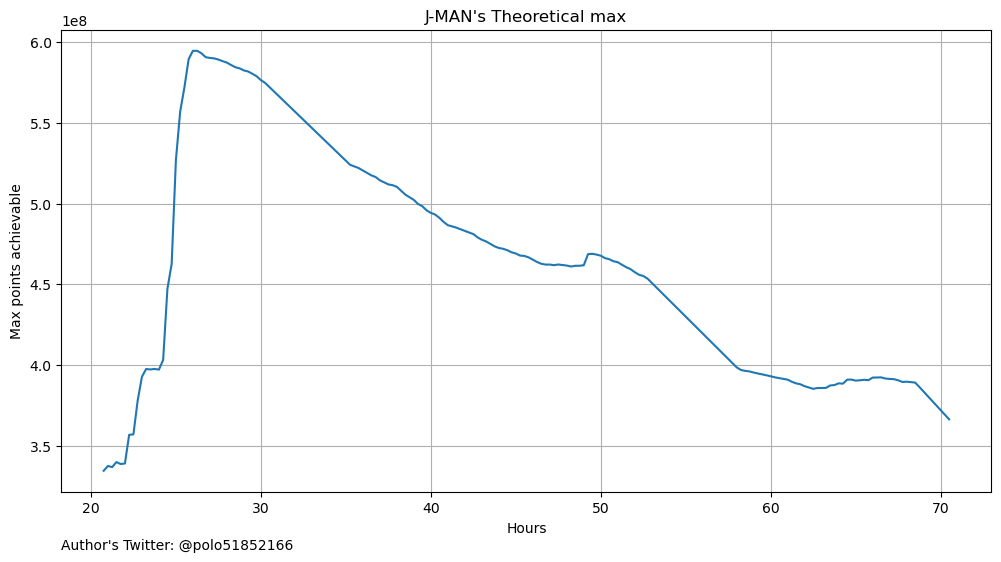 J-MAN's Theoretical max
1e8
6.0
5.5
5.0
4.5
4.0
3.5
Max points achievable
20 30 40 50 60 70
Hours
Author's Twitter: @polo51852166